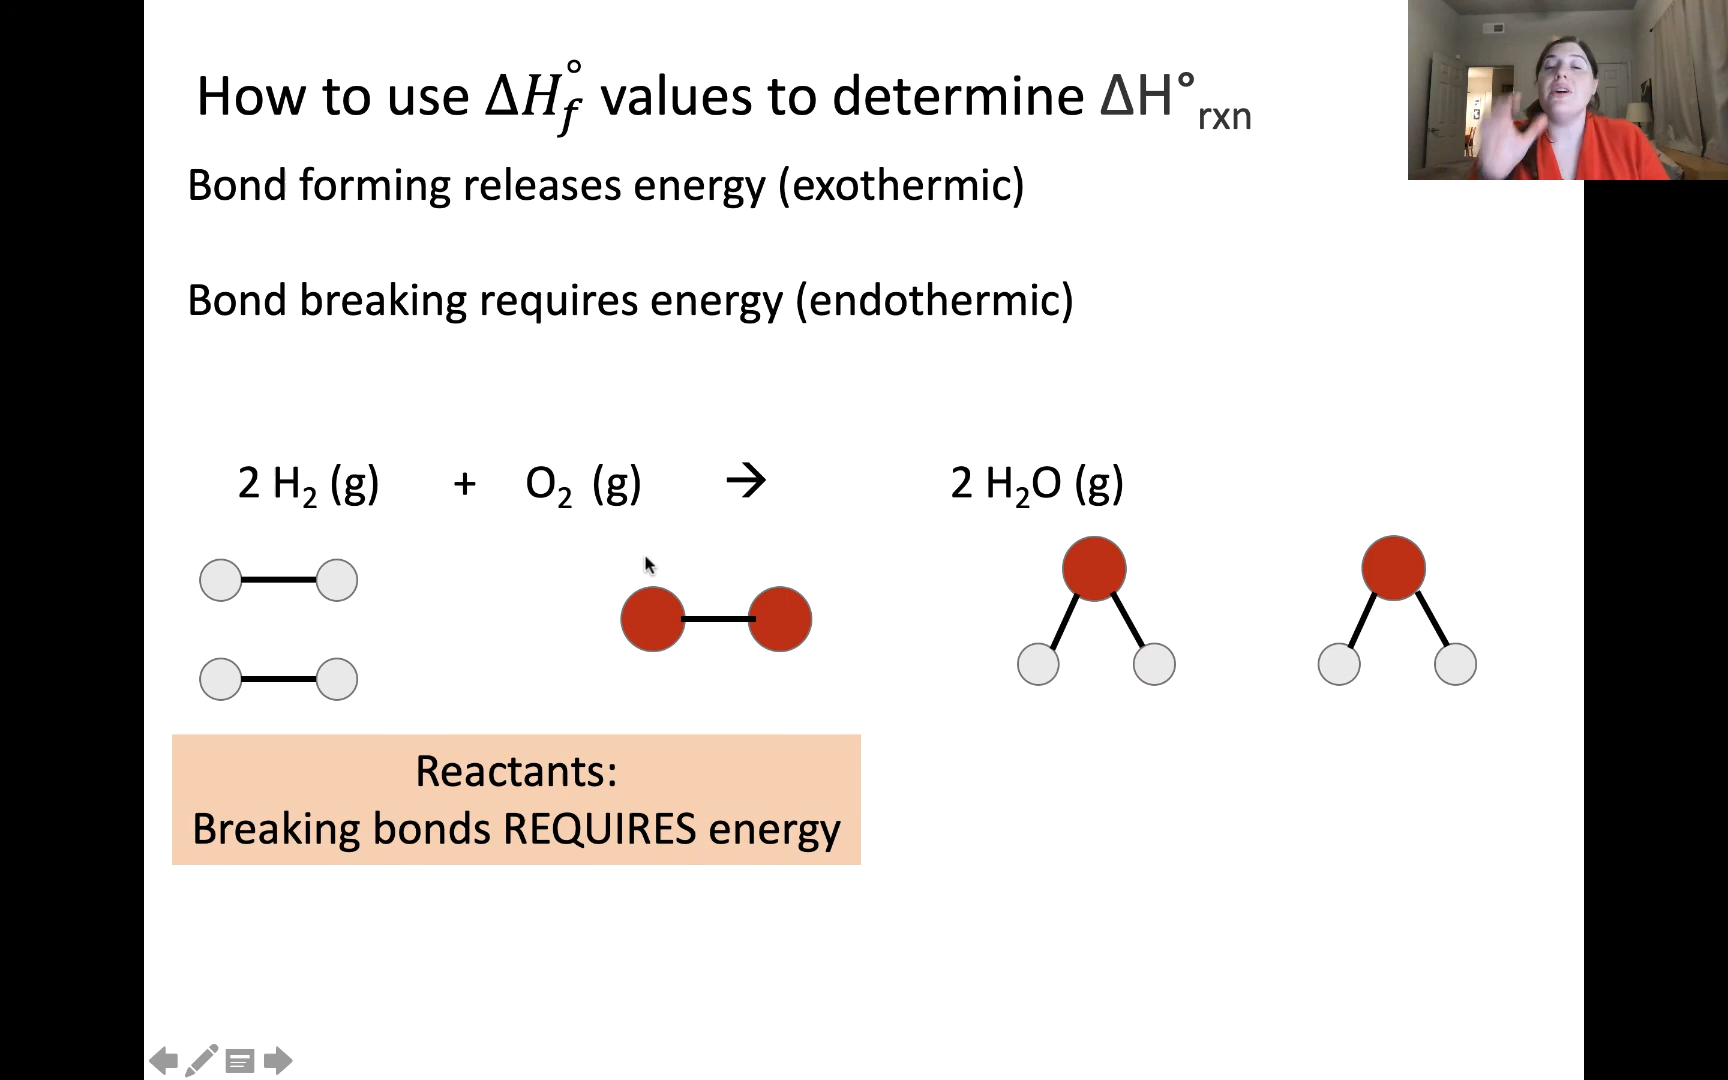 How to use ΔH°f values to determine ΔH°rxn
Bond forming releases energy (exothermic)
Bond breaking requires energy (endothermic)
2 H₂ (g) + O₂ (g) → 2 H₂O (g)
Reactants:
Breaking bonds REQUIRES energy